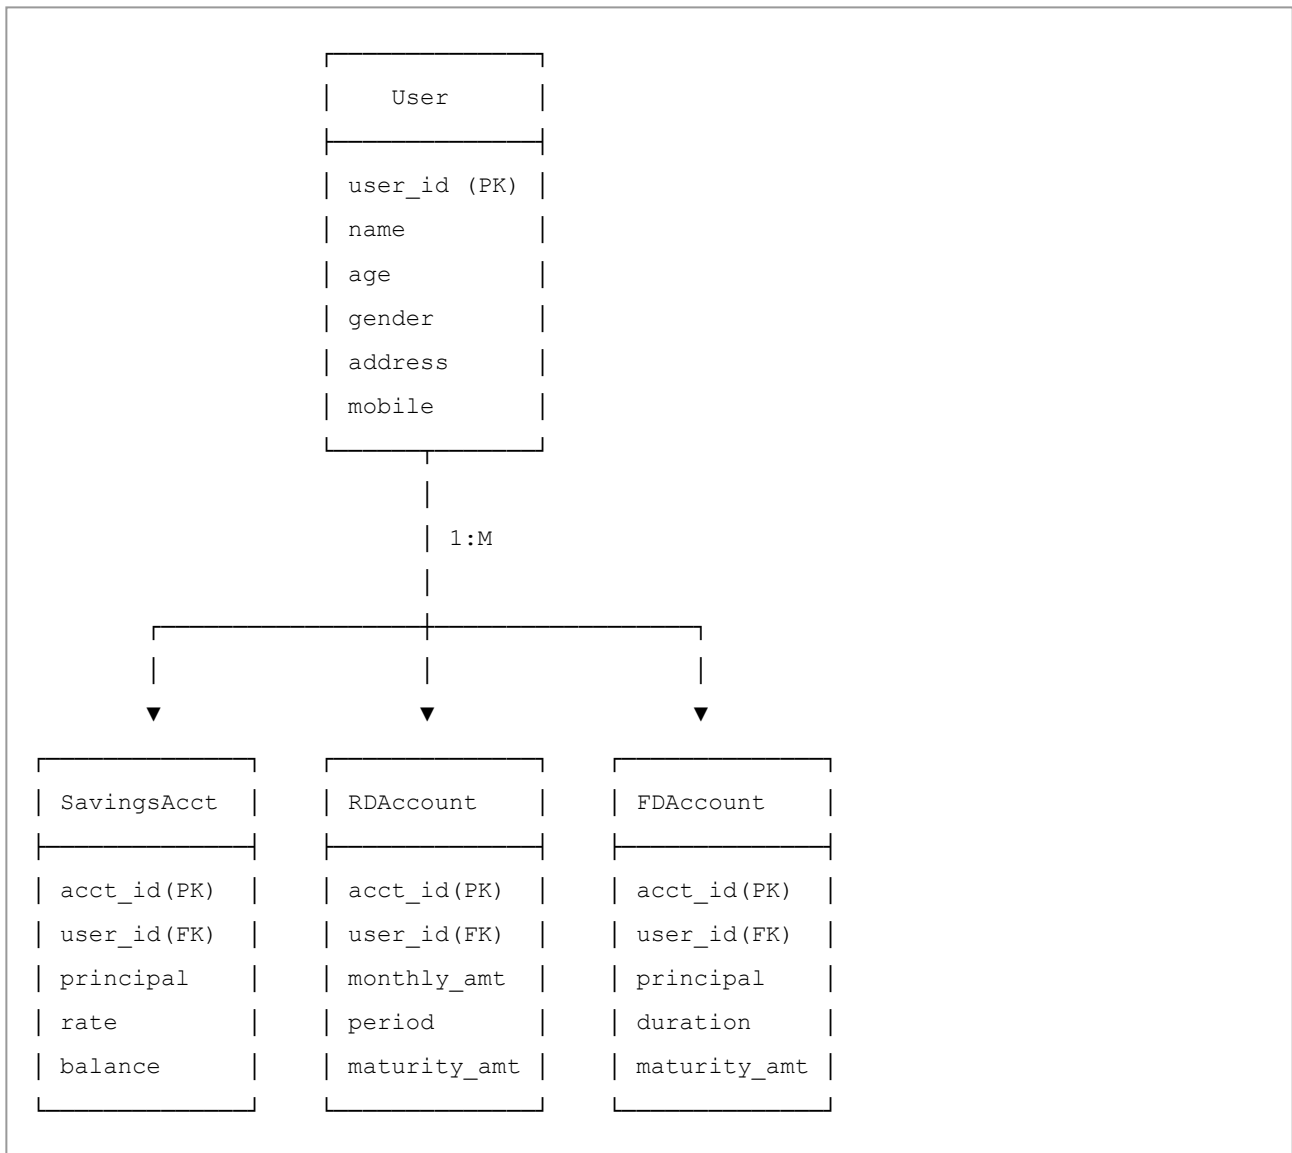 User
user_id (PK)
name
age
gender
address
mobile
1:M
SavingsAcct
acct_id(PK)
user_id(FK)
principal
rate
balance
RDAccount
acct_id(PK)
user_id(FK)
monthly_amt
period
maturity_amt
FDAccount
acct_id(PK)
user_id(FK)
principal
duration
maturity_amt